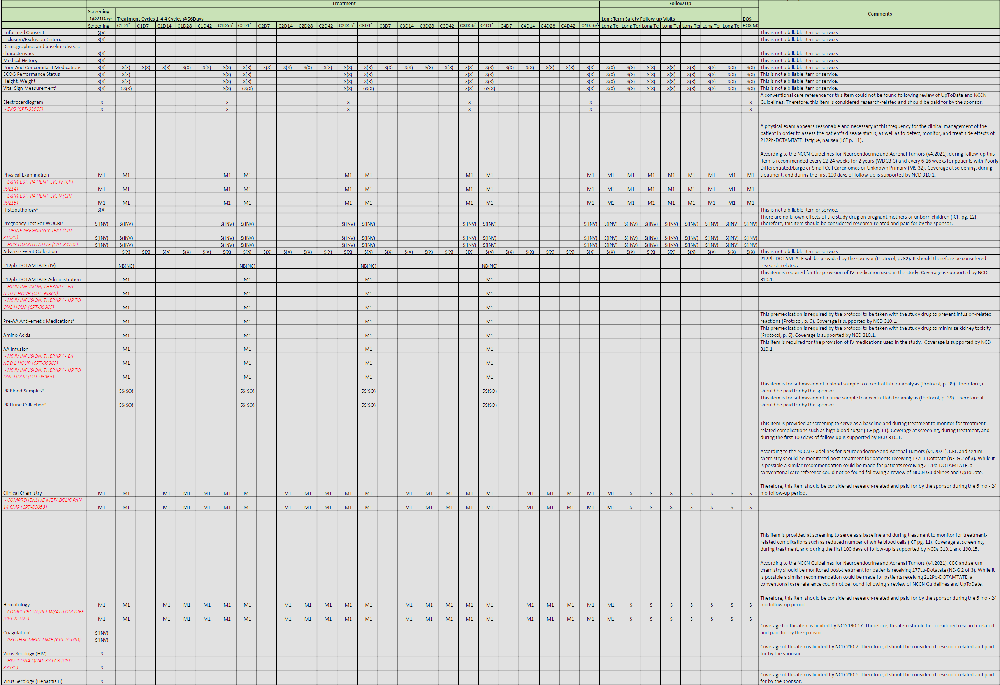 Treatment Follow Up
Screening
1@21Days Treatment Cycles 1-4 4 Cycles @56Days Long Term Safety Follow-up Visits EOS Comments
Screening C1D1* C1D7 C1D14 C1D28 C1D42 C1D56* C2D1* C2D7 C2D14 C2D28 C2D42 C2D56* C3D1* C3D7 C3D14 C3D28 C3D42 C3D56* C4D1* C4D7 C4D14 C4D28 C4D42 C4D56/E Long Ter Long Ter Long Ter Long Ter Long Ter Long Ter Long Ter EOS M
Informed Consent S(X) This is not a billable item or service.
Inclusion/Exclusion Criteria S(X) This is not a billable item or service.
Demographics and baseline disease
characteristics S(X) This is not a billable item or service.
Medical History S(X) This is not a billable item or service.
Prior And Concomitant Medications S(X) S(X) S(X) S(X) S(X) S(X) S(X) S(X) S(X) S(X) S(X) S(X) S(X) S(X) S(X) S(X) S(X) S(X) S(X) S(X) S(X) S(X) S(X) S(X) S(X) S(X) S(X) S(X) S(X) S(X) S(X) S(X) S(X) This is not a billable item or service.
ECOG Performance Status S(X) S(X) S(X) S(X) S(X) S(X) S(X) S(X) S(X) S(X) S(X) S(X) S(X) S(X) S(X) S(X) S(X) This is not a billable item or service.
Height, Weight S(X) S(X) S(X) S(X) S(X) S(X) S(X) S(X) S(X) S(X) S(X) S(X) S(X) S(X) S(X) S(X) S(X) This is not a billable item or service.
Vital Sign Measurementⁱ S(X) 6S(X) S(X) 6S(X) S(X) 6S(X) S(X) 6S(X) S(X) S(X) S(X) S(X) S(X) S(X) S(X) S(X) S(X) This is not a billable item or service.
A conventional care reference for this item could not be found following review of UpToDate and NCCN
Electrocardiogram S S S S S S Guidelines. Therefore, this item is considered research-related and should be paid for by the sponsor.
- EKG (CPT-93005) S S S S S S
A physical exam appears reasonable and necessary at this frequency for the clinical management of the
patient in order to assess the patient's disease status, as well as to detect, monitor, and treat side effects of
212Pb-DOTAMTATE: fatigue, nausea (ICF p. 11).
According to the NCCN Guidelines for Neuroendocrine and Adrenal Tumors (v4.2021), during follow-up this
item is recommended every 12-24 weeks for 2 years (WDG3-3) and every 6-16 weeks for patients with Poorly
Differentiated/Large or Small Cell Carcinomas or Unknown Primary (MS-32). Coverage at screening, during
Physical Examination M1 M1 M1 M1 M1 M1 M1 M1 M1 M1 M1 M1 M1 M1 M1 M1 M1 treatment, and during the first 100 days of follow-up is supported by NCD 310.1.
- E&M-EST. PATIENT-LVL IV (CPT-
99214) M1 M1 M1 M1 M1 M1 M1 M1 M1 M1 M1 M1 M1 M1 M1 M1 M1
- E&M-EST. PATIENT-LVL V (CPT-
99215) M1 M1 M1 M1 M1 M1 M1 M1 M1 M1 M1 M1 M1 M1 M1 M1 M1
Histopathologyᵏ S(X) This is not a billable item or service.
There are no known effects of the study drug on pregnant mothers or unborn children (ICF, pg. 12).
Pregnancy Test For WOCBP S(INV) S(INV) S(INV) S(INV) S(INV) S(INV) S(INV) S(INV) S(INV) S(INV) S(INV) S(INV) S(INV) S(INV) S(INV) S(INV) S(INV) Therefore, this item should be considered research-related and paid for by the sponsor.
- URINE PREGNANCY TEST (CPT-
81025) S(INV) S(INV) S(INV) S(INV) S(INV) S(INV) S(INV) S(INV) S(INV) S(INV) S(INV) S(INV) S(INV) S(INV) S(INV) S(INV) S(INV)
- HCG QUANTITATIVE (CPT-84702) S(INV) S(INV) S(INV) S(INV) S(INV) S(INV) S(INV) S(INV) S(INV) S(INV) S(INV) S(INV) S(INV) S(INV) S(INV) S(INV) S(INV)
Adverse Event Collection S(X) S(X) S(X) S(X) S(X) S(X) S(X) S(X) S(X) S(X) S(X) S(X) S(X) S(X) S(X) S(X) S(X) S(X) S(X) S(X) S(X) S(X) S(X) S(X) S(X) S(X) S(X) S(X) S(X) S(X) S(X) S(X) This is not a billable item or service.
212Pb-DOTAMTATE will be provided by the sponsor (Protocol, p. 32). It should therefore be considered
212pb-DOTAMTATE (IV) NB(NC) NB(NC) NB(NC) NB(NC) research-related.
This item is required for the provision of IV medication used in the study. Coverage is supported by NCD
212pb-DOTAMTATE Administration M1 M1 M1 M1 310.1.
- HC IV INFUSION, THERAPY - EA
ADD'L HOUR (CPT-96366) M1 M1 M1 M1
- HC IV INFUSION, THERAPY - UP TO
ONE HOUR (CPT-96365) M1 M1 M1 M1
This premedication is required by the protocol to be taken with the study drug to prevent infusion-related
Pre-AA Anti-emetic Medicationsᵏ M1 M1 M1 M1 reactions (Protocol, p. 6). Coverage is supported by NCD 310.1.
This premedication is required by the protocol to be taken with the study drug to minimize kidney toxicity
Amino Acids M1 M1 M1 M1 (Protocol, p. 6). Coverage is supported by NCD 310.1.
This item is required for the provision of IV medications used in the study. Coverage is supported by NCD
AA Infusion M1 M1 M1 M1 310.1.
- HC IV INFUSION, THERAPY - EA
ADD'L HOUR (CPT-96366) M1 M1 M1 M1
- HC IV INFUSION, THERAPY - UP TO
ONE HOUR (CPT-96365) M1 M1 M1 M1
This item is for submission of a blood sample to a central lab for analysis (Protocol, p. 39). Therefore, it
PK Blood Samplesᵐ 5S(SO) 5S(SO) 5S(SO) 5S(SO) should be paid for by the sponsor.
This item is for submission of a urine sample to a central lab for analysis (Protocol, p. 39). Therefore, it
PK Urine Collectionⁿ 5S(SO) 5S(SO) 5S(SO) 5S(SO) should be paid for by the sponsor.
This item is provided at screening to serve as a baseline and during treatment to monitor for treatment-
related complications such as high blood sugar (ICF pg. 11). Coverage at screening, during treatment, and
during the first 100 days of follow-up is supported by NCD 310.1.
According to the NCCN Guidelines for Neuroendocrine and Adrenal Tumors (v4.2021), CBC and serum
chemistry should be monitored post-treatment for patients receiving 177Lu-Dotatate (NE-G 2 of 3). While it
is possible a similar recommendation could be made for patients receiving 212Pb-DOTAMTATE, a
conventional care reference could not be found following a review of NCCN Guidelines and UpToDate.
Therefore, this item should be considered research-related and paid for by the sponsor during the 6 mo - 24
Clinical Chemistry M1 M1 M1 M1 M1 M1 M1 M1 M1 M1 M1 M1 M1 M1 M1 M1 M1 M1 M1 M1 M1 M1 S S S S S S S mo follow-up period.
- COMPREHENSIVE METABOLIC PAN
14 CMP (CPT-80053) M1 M1 M1 M1 M1 M1 M1 M1 M1 M1 M1 M1 M1 M1 M1 M1 M1 M1 M1 M1 M1 M1 S S S S S S S
This item is provided at screening to serve as a baseline and during treatment to monitor for treatment-
related complications such as reduced number of white blood cells (ICF pg. 11). Coverage at screening,
during treatment, and during the first 100 days of follow-up is supported by NCDs 310.1 and 190.15.
According to the NCCN Guidelines for Neuroendocrine and Adrenal Tumors (v4.2021), CBC and serum
chemistry should be monitored post-treatment for patients receiving 177Lu-Dotatate (NE-G 2 of 3). While it
is possible a similar recommendation could be made for patients receiving 212Pb-DOTAMTATE, a
conventional care reference could not be found following a review of NCCN Guidelines and UpToDate.
Therefore, this item should be considered research-related and paid for by the sponsor during the 6 mo - 24
Hematology M1 M1 M1 M1 M1 M1 M1 M1 M1 M1 M1 M1 M1 M1 M1 M1 M1 M1 M1 M1 M1 M1 S S S S S S S mo follow-up period.
- COMPL CBC W/PLT W/AUTOM DIFF
(CPT-85025) M1 M1 M1 M1 M1 M1 M1 M1 M1 M1 M1 M1 M1 M1 M1 M1 M1 M1 M1 M1 M1 M1 S S S S S S S
Coverage for this item is limited by NCD 190.17. Therefore, this item should be considered research-related
Coagulationᶠ S(INV) and paid for by the sponsor.
- PROTHROMBIN TIME (CPT-85610) S(INV)
Coverage of this item is limited by NCD 210.7. Therefore, it should be considered research-related and paid
Virus Serology (HIV) S for by the sponsor.
- HIV-1 DNA QUAL BY PCR (CPT-
87535) S
Coverage of this item is limited by NCD 210.6. Therefore, it should be considered research-related and paid
Virus Serology (Hepatitis B) S for by the sponsor.